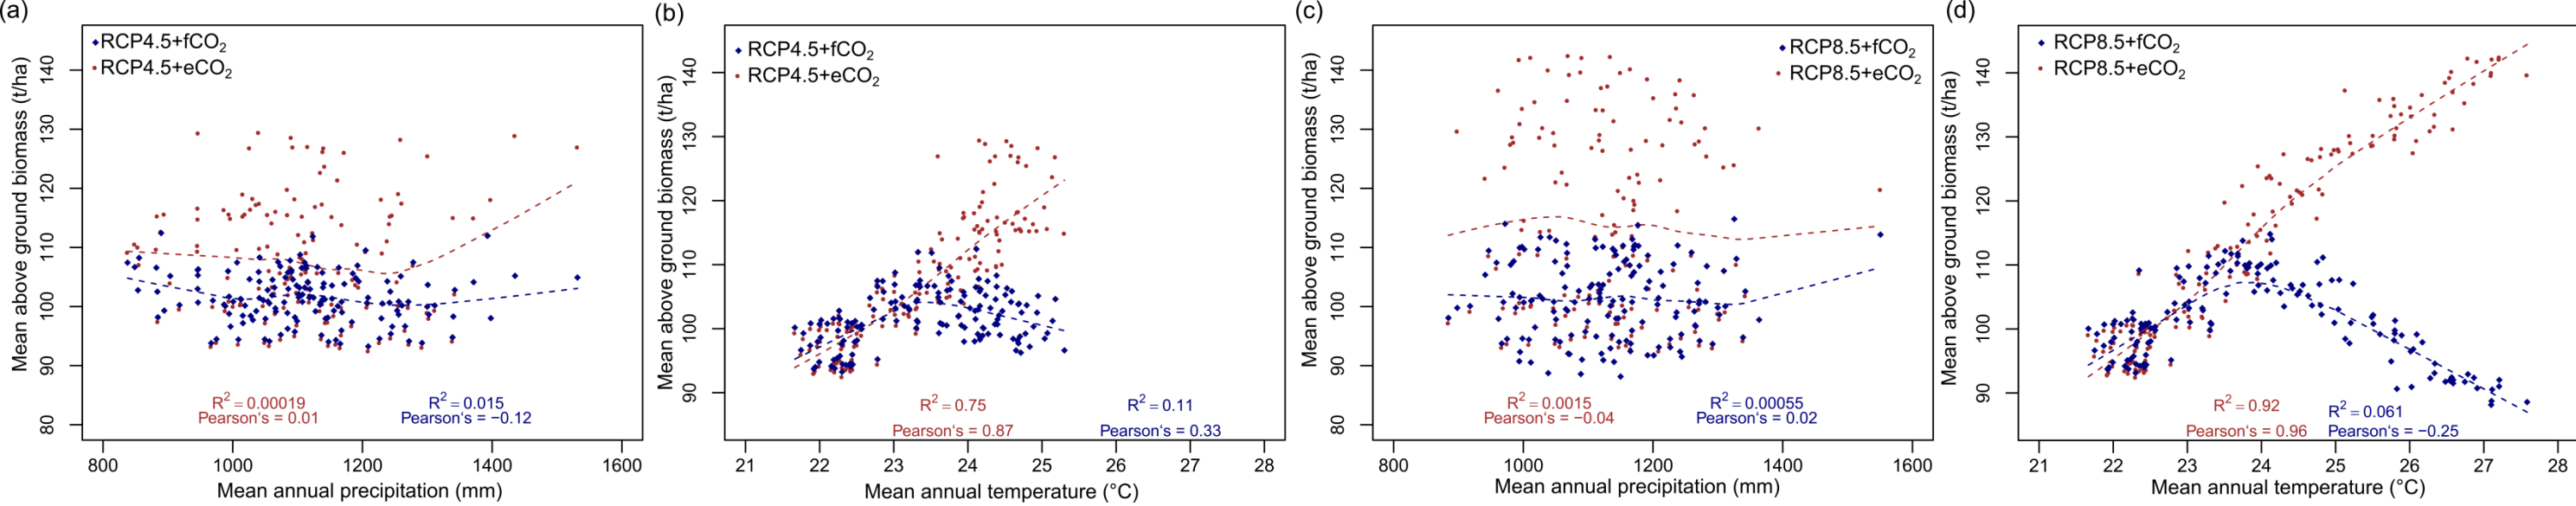 (a)
RCP4.5+fCO₂
RCP4.5+eCO₂
Mean above ground biomass (t/ha)
140
130
120
110
100
90
80
R² = 0.00019
Pearson‘s = 0.01
R² = 0.015
Pearson‘s = −0.12
800 1000 1200 1400 1600
Mean annual precipitation (mm)
(b)
RCP4.5+fCO₂
RCP4.5+eCO₂
Mean above ground biomass (t/ha)
140
130
120
110
100
90
R² = 0.75
Pearson‘s = 0.87
R² = 0.11
Pearson‘s = 0.33
21 22 23 24 25 26 27 28
Mean annual temperature (°C)
(c)
RCP8.5+fCO₂
RCP8.5+eCO₂
Mean above ground biomass (t/ha)
140
130
120
110
100
90
80
R² = 0.0015
Pearson‘s = −0.04
R² = 0.00055
Pearson‘s = 0.02
800 1000 1200 1400 1600
Mean annual precipitation (mm)
(d)
RCP8.5+fCO₂
RCP8.5+eCO₂
Mean above ground biomass (t/ha)
140
130
120
110
100
90
R² = 0.92
Pearson‘s = 0.96
R² = 0.061
Pearson‘s = −0.25
21 22 23 24 25 26 27 28
Mean annual temperature (°C)